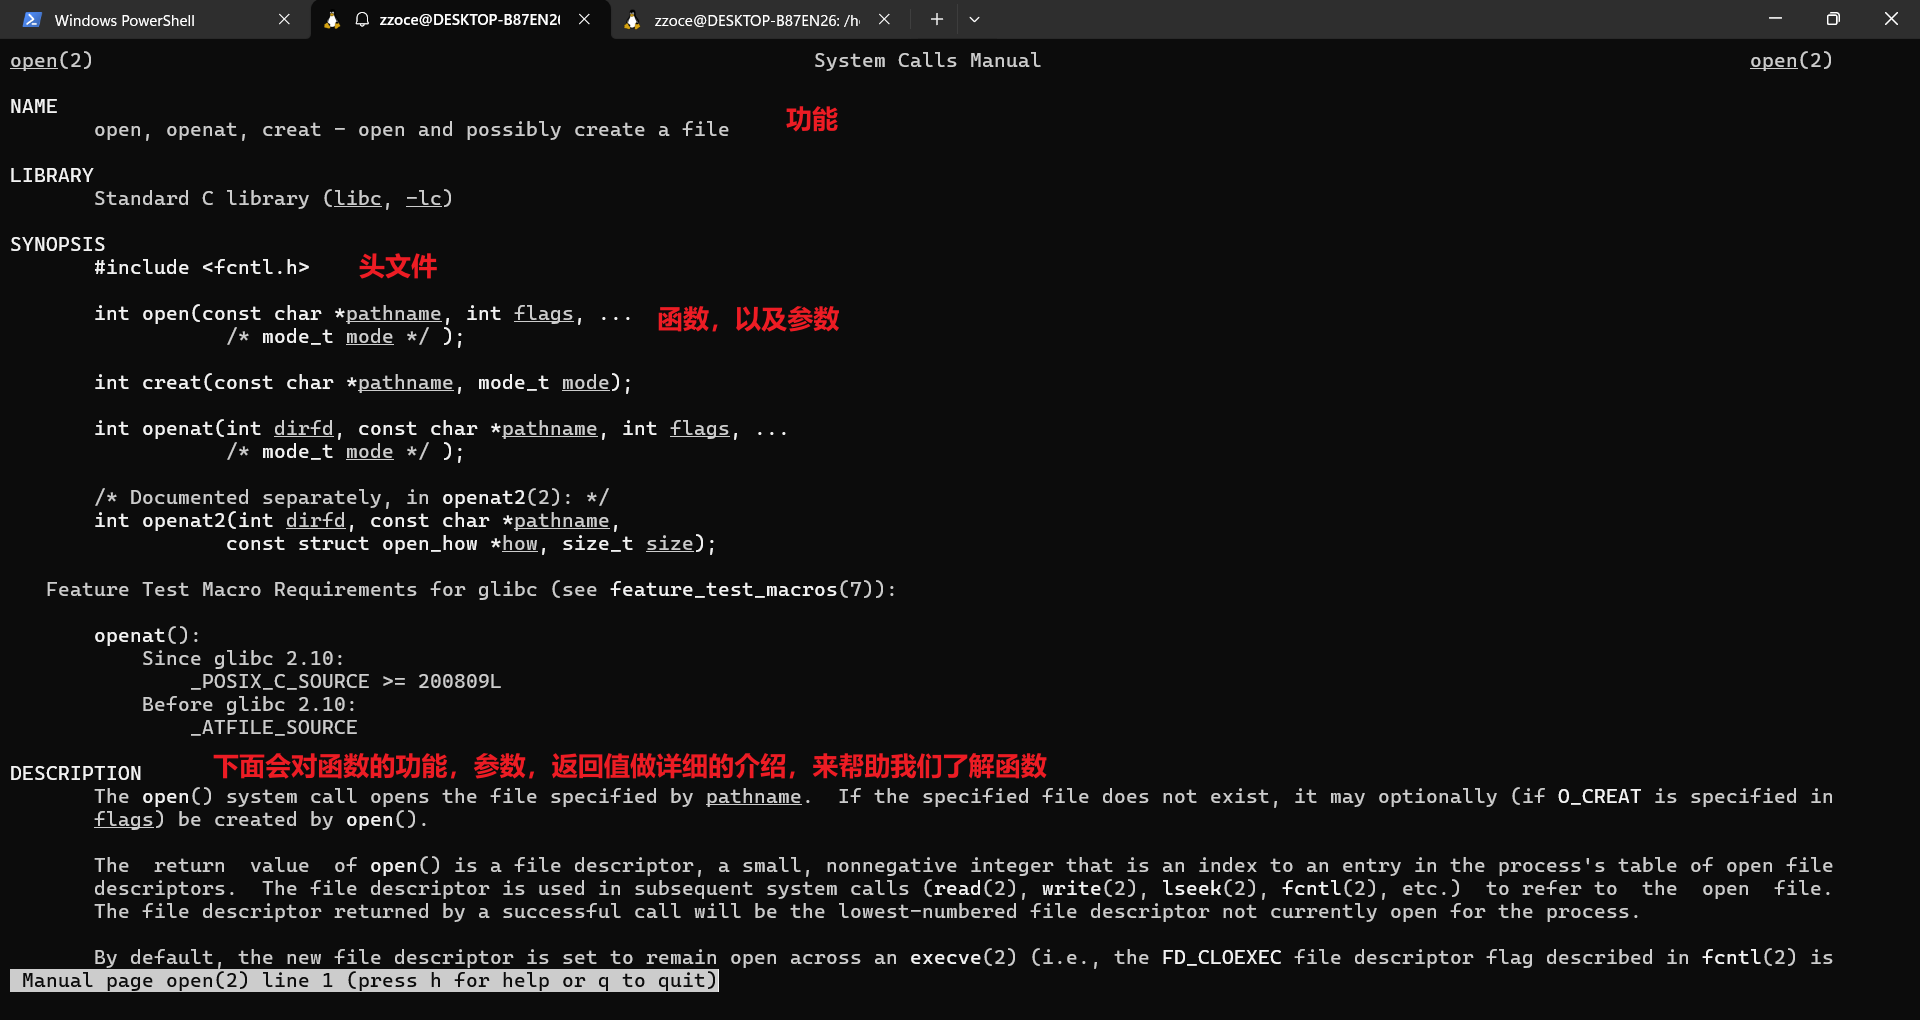 Windows PowerShell
zzoce@DESKTOP-B87EN26
zzoce@DESKTOP-B87EN26: /h
open(2) System Calls Manual open(2)
NAME
open, openat, creat - open and possibly create a file 功能
LIBRARY
Standard C library (libc, -lc)
SYNOPSIS
#include <fcntl.h> 头文件
int open(const char *pathname, int flags, ... 函数，以及参数
/* mode_t mode */ );
int creat(const char *pathname, mode_t mode);
int openat(int dirfd, const char *pathname, int flags, ...
/* mode_t mode */ );
/* Documented separately, in openat2(2): */
int openat2(int dirfd, const char *pathname,
const struct open_how *how, size_t size);
Feature Test Macro Requirements for glibc (see feature_test_macros(7)):
openat():
Since glibc 2.10:
_POSIX_C_SOURCE >= 200809L
Before glibc 2.10:
_ATFILE_SOURCE
下面会对函数的功能，参数，返回值做详细的介绍，来帮助我们了解函数
DESCRIPTION
The open() system call opens the file specified by pathname. If the specified file does not exist, it may optionally (if O_CREAT is specified in
flags) be created by open().
The return value of open() is a file descriptor, a small, nonnegative integer that is an index to an entry in the process's table of open file
descriptors. The file descriptor is used in subsequent system calls (read(2), write(2), lseek(2), fcntl(2), etc.) to refer to the open file.
The file descriptor returned by a successful call will be the lowest-numbered file descriptor not currently open for the process.
By default, the new file descriptor is set to remain open across an execve(2) (i.e., the FD_CLOEXEC file descriptor flag described in fcntl(2) is
Manual page open(2) line 1 (press h for help or q to quit)